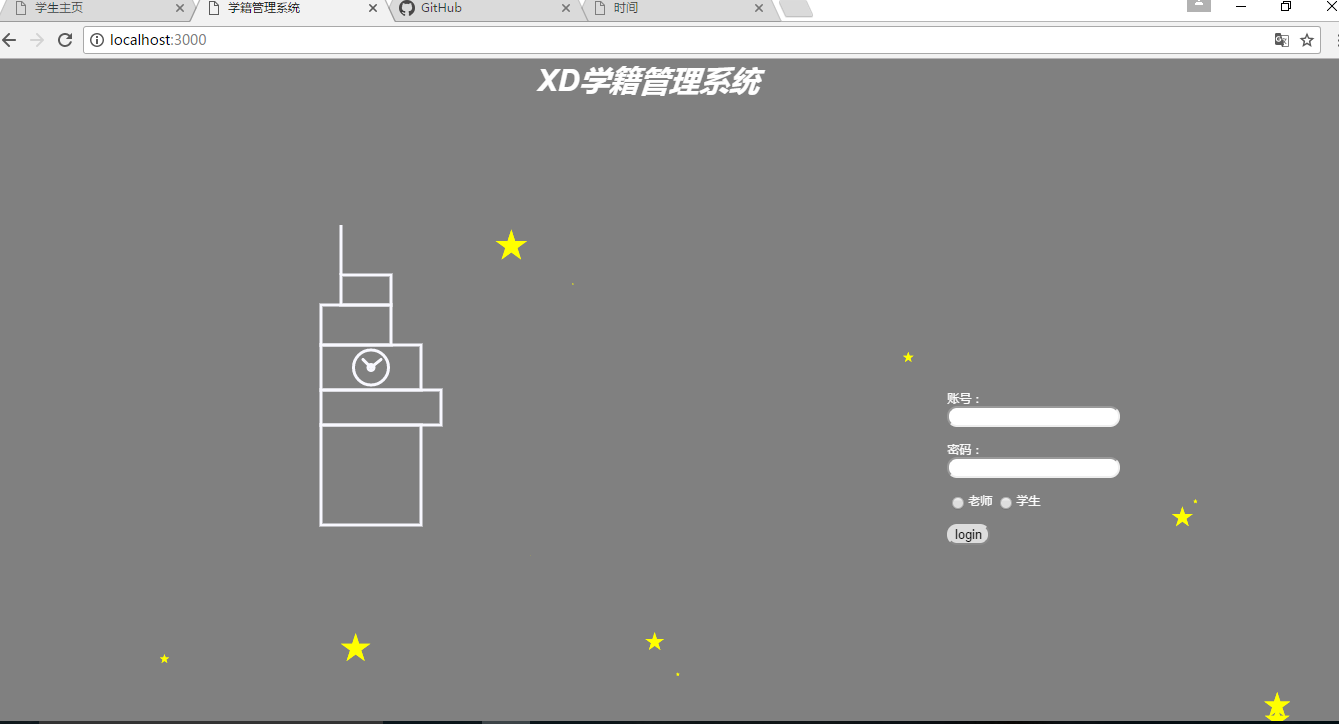 学生主页
学籍管理系统
GitHub
时间
localhost:3000
XD学籍管理系统
账号：
密码：
老师 学生
login